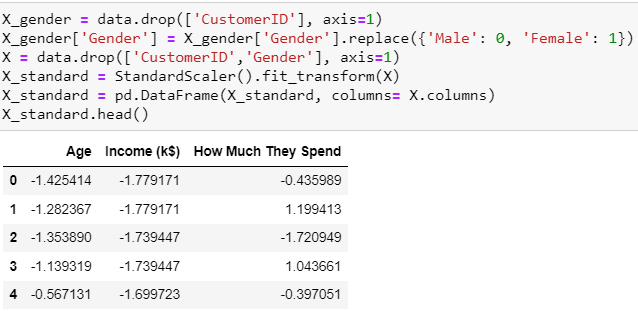 X_gender = data.drop(['CustomerID'], axis=1)
X_gender['Gender'] = X_gender['Gender'].replace({'Male': 0, 'Female': 1})
X = data.drop(['CustomerID','Gender'], axis=1)
X_standard = StandardScaler().fit_transform(X)
X_standard = pd.DataFrame(X_standard, columns= X.columns)
X_standard.head()
Age Income (k$) How Much They Spend
0 -1.425414 -1.779171 -0.435989
1 -1.282367 -1.779171 1.199413
2 -1.353890 -1.739447 -1.720949
3 -1.139319 -1.739447 1.043661
4 -0.567131 -1.699723 -0.397051